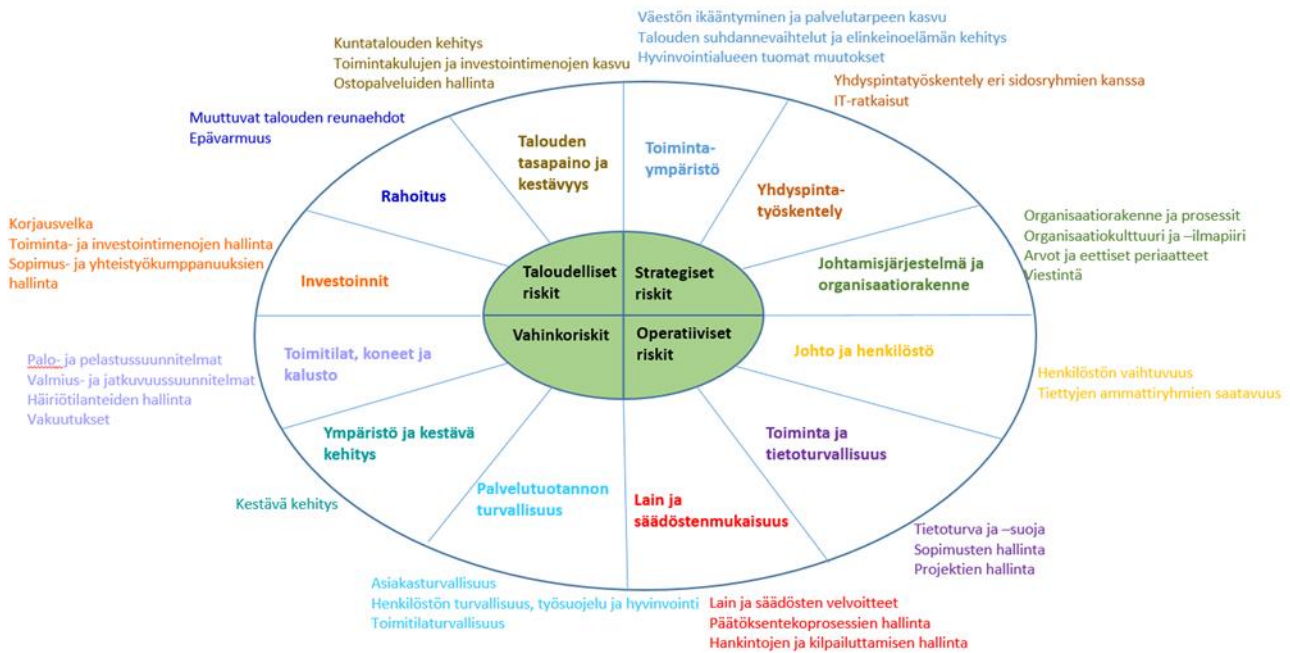 Väestön ikääntyminen ja palvelutarpeen kasvu
Talouden suhdannevaihtelut ja elinkeinoelämän kehitys
Hyvinvointialueen tuomat muutokset
Kuntatalouden kehitys
Toimintakulujen ja investointimenojen kasvu
Ostopalveluiden hallinta
Yhdyspintatyöskentely eri sidosryhmien kanssa
IT-ratkaisut
Muuttuvat talouden reunaehdot
Epävarmuus
Talouden
tasapaino ja
kestävyys
Toiminta-
ympäristö
Rahoitus
Yhdyspinta-
työskentely
Korjausvelka
Toiminta- ja investointimenojen hallinta
Sopimus- ja yhteistyökumppanuuksien
hallinta
Organisaatiorakenne ja prosessit
Organisaatiokulttuuri ja –ilmapiiri
Arvot ja eettiset periaatteet
Viestintä
Investoinnit
Taloudelliset
riskit
Strategiset
riskit
Johtamisjärjestelmä ja
organisaatiorakenne
Vahinkoriskit
Operatiiviset
riskit
Toimitilat, koneet ja
kalusto
Johto ja henkilöstö
Palo- ja pelastussuunnitelmat
Valmius- ja jatkuvuussuunnitelmat
Häiriötilanteiden hallinta
Vakuutukset
Henkilöstön vaihtuvuus
Tiettyjen ammattiryhmien saatavuus
Ympäristö ja kestävä
kehitys
Toiminta ja
tietoturvallisuus
Kestävä kehitys
Palvelutuotannon
turvallisuus
Lain ja
säädöstenmukaisuus
Tietoturva ja –suoja
Sopimusten hallinta
Projektien hallinta
Asiakasturvallisuus
Henkilöstön turvallisuus, työsuojelu ja hyvinvointi
Toimitilaturvallisuus
Lain ja säädösten velvoitteet
Päätöksentekoprosessien hallinta
Hankintojen ja kilpailuttamisen hallinta